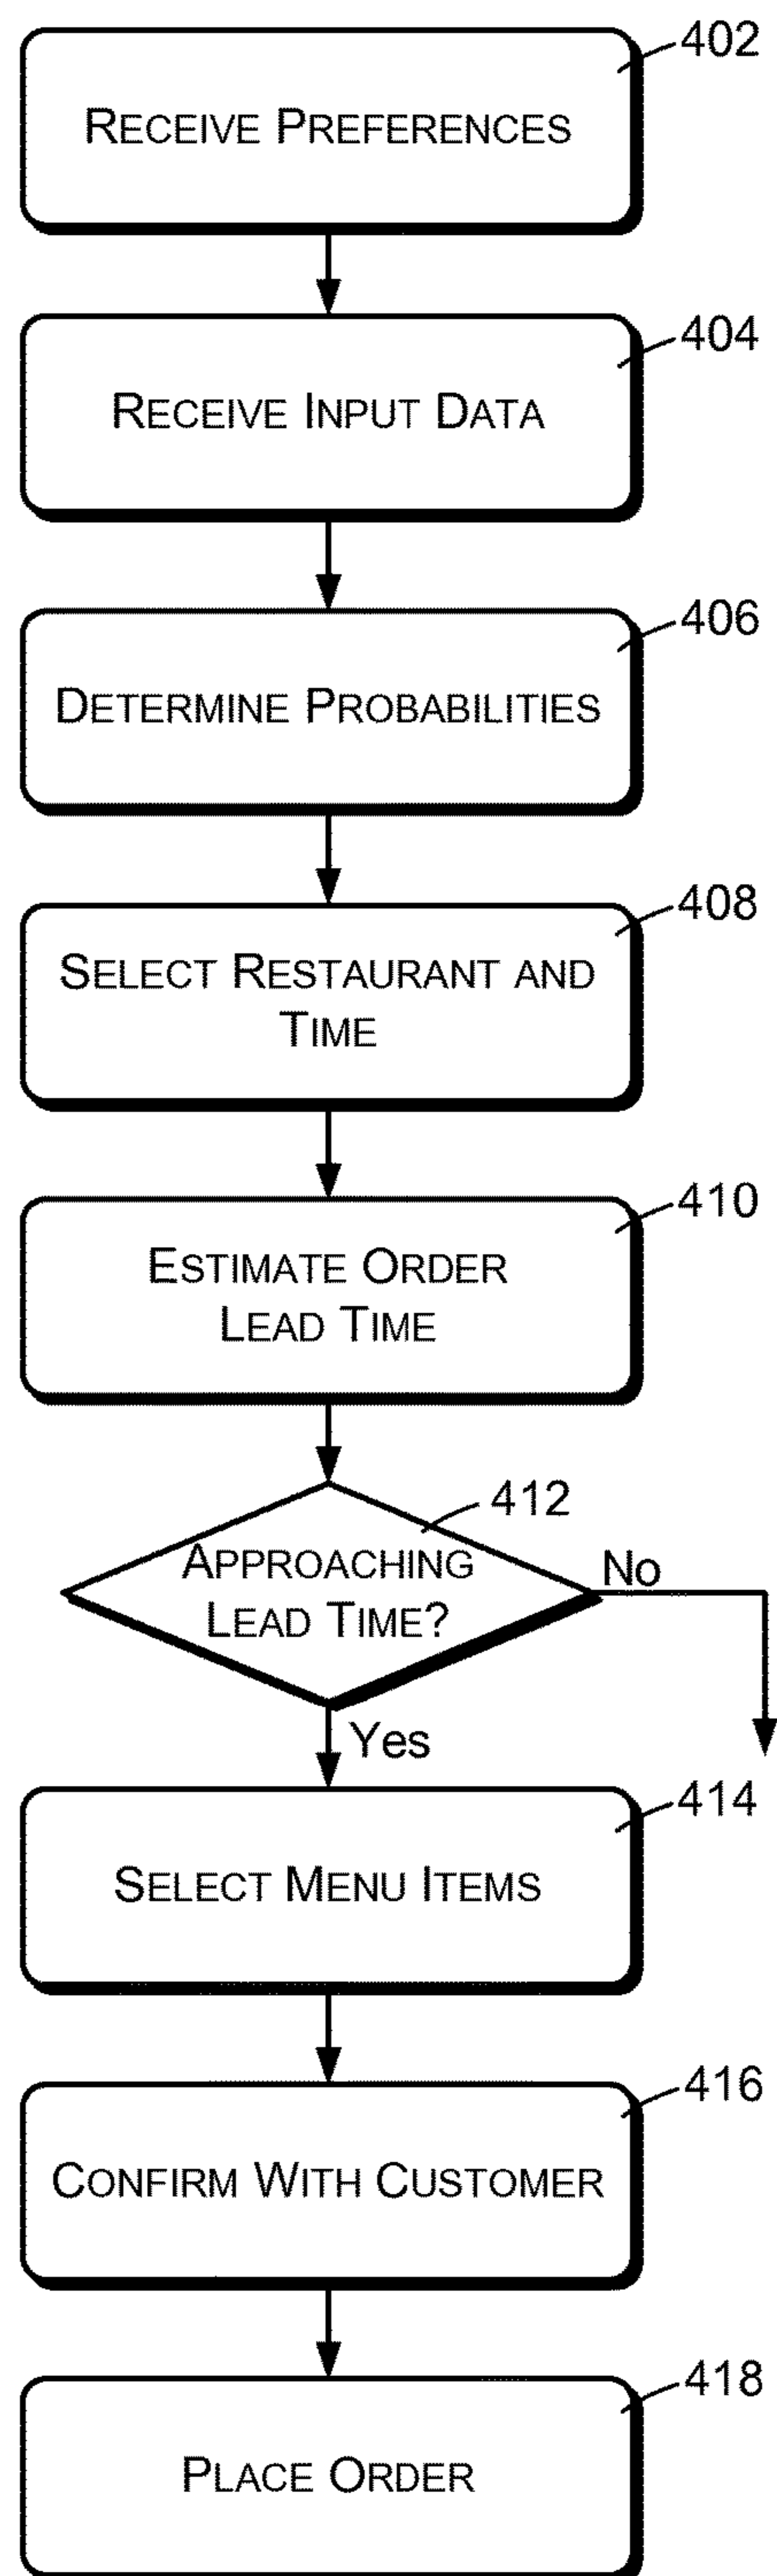 402
RECEIVE PREFERENCES
404
RECEIVE INPUT DATA
406
DETERMINE PROBABILITIES
408
SELECT RESTAURANT AND
TIME
410
ESTIMATE ORDER
LEAD TIME
412
APPROACHING
LEAD TIME?
No
Yes
414
SELECT MENU ITEMS
416
CONFIRM WITH CUSTOMER
418
PLACE ORDER